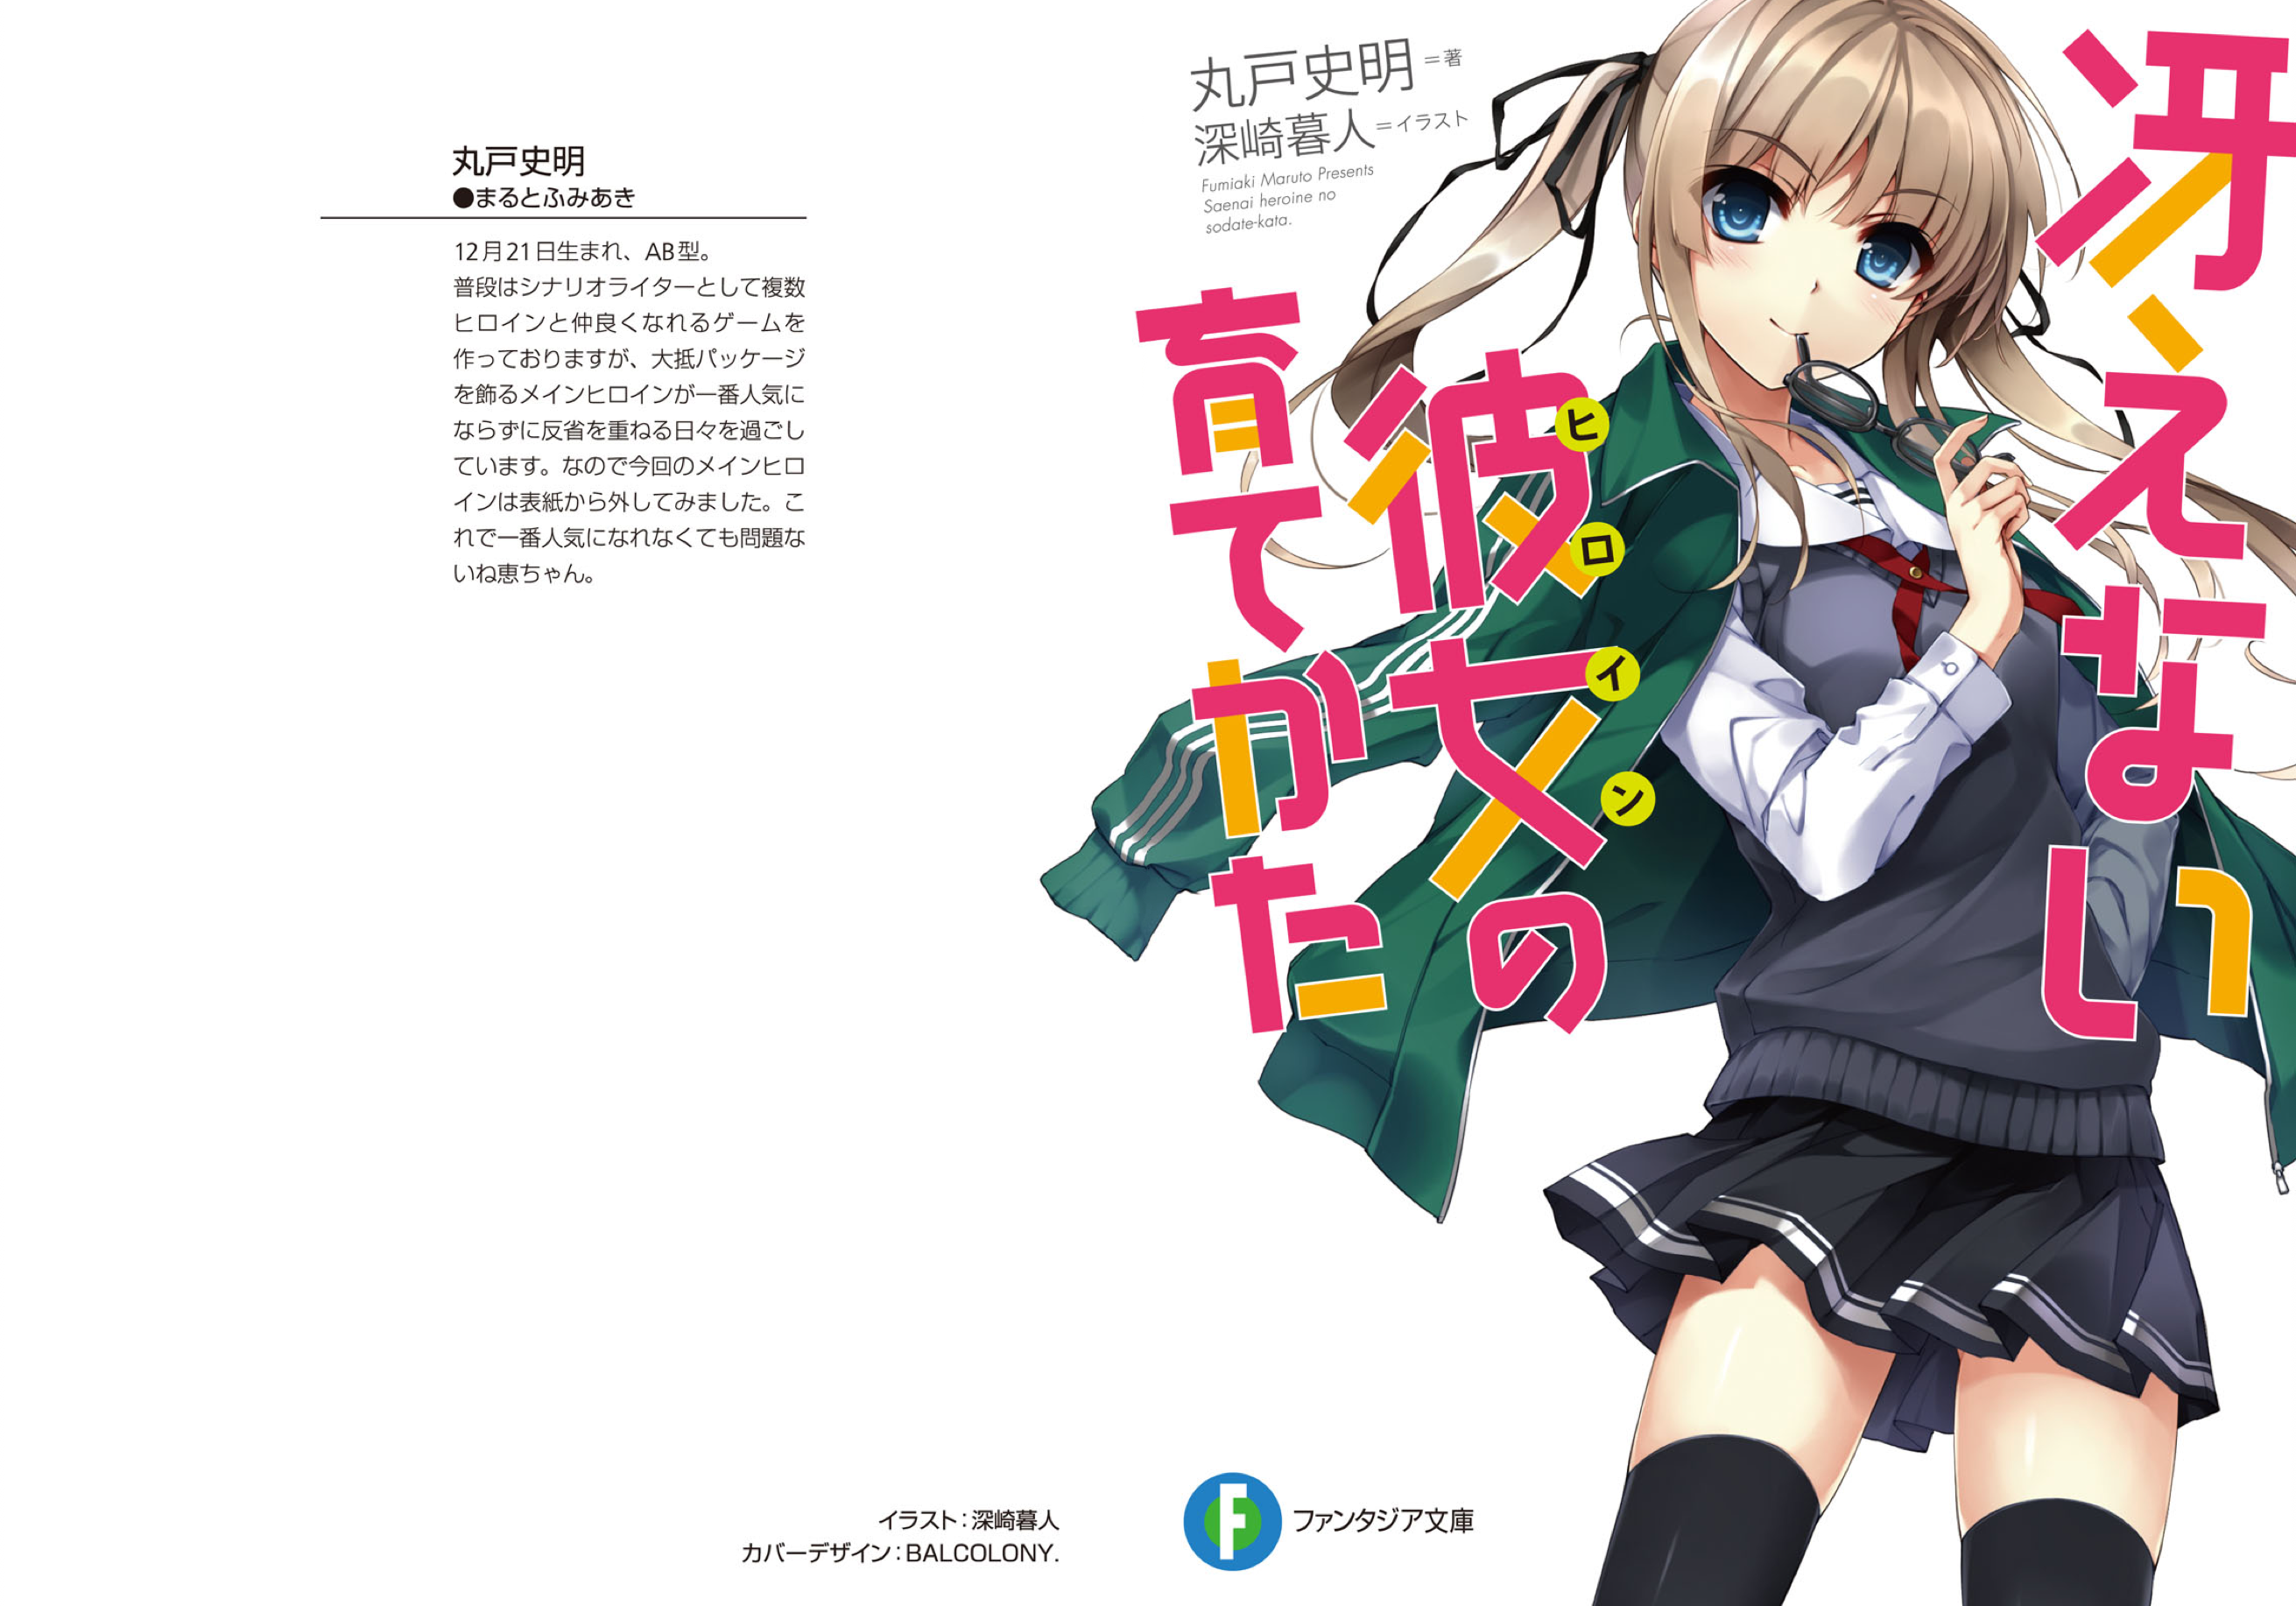 丸戸史明
●まるとふみあき
12月21日生まれ、AB型。
普段はシナリオライターとして複数
ヒロインと仲良くなれるゲームを
作っておりますが、大抵パッケージ
を飾るメインヒロインが一番人気に
ならずに反省を重ねる日々を過ごし
ています。なので今回のメインヒロ
インは表紙から外してみました。こ
れで一番人気になれなくても問題な
いね恵ちゃん。
イラスト：深崎暮人
カバーデザイン：BALCOLONY.
丸戸史明＝著
深崎暮人＝イラスト
Fumiaki Maruto Presents
Saenai heroine no
sodate-kata.
冴えない
彼女の
ヒロイン
育てかた
F
ファンタジア文庫